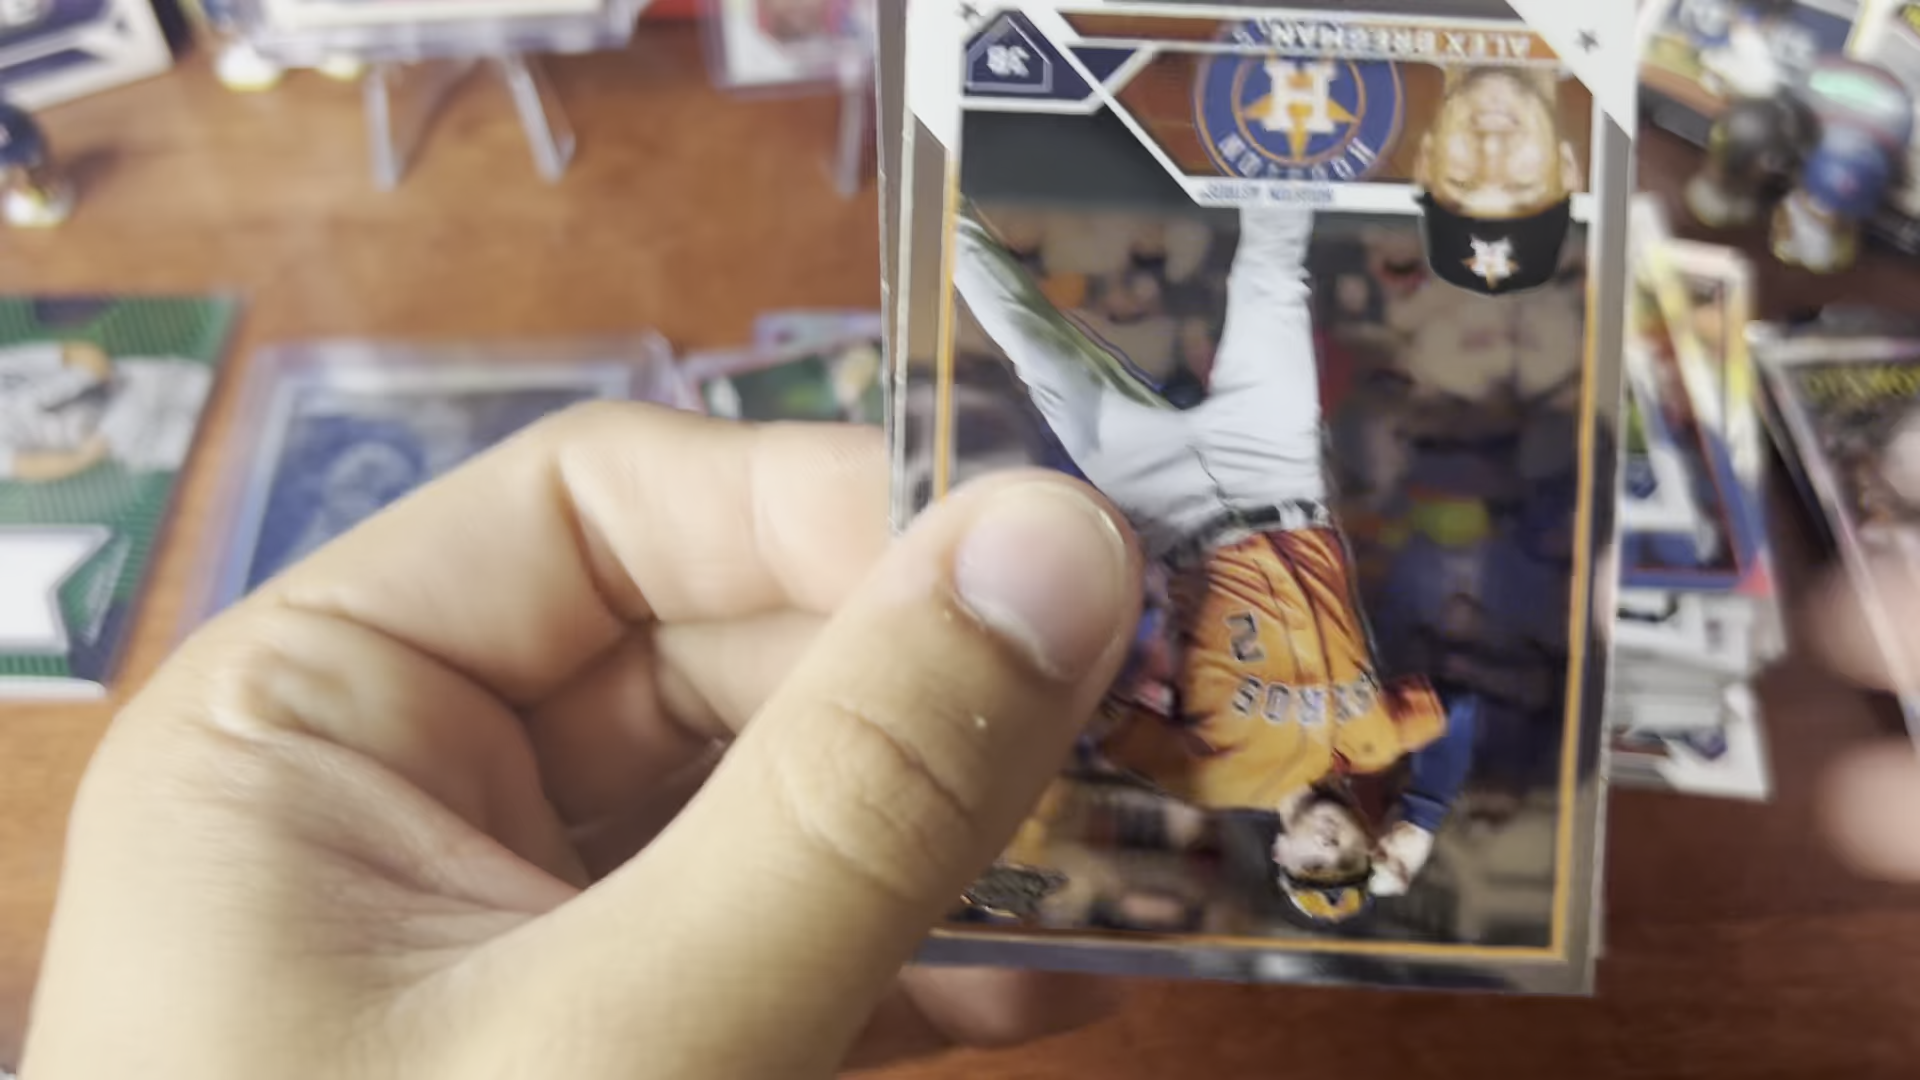 ALEX BREGMAN
3B
H
HOUSTON
HOUSTON ASTROS
2
ASTROS